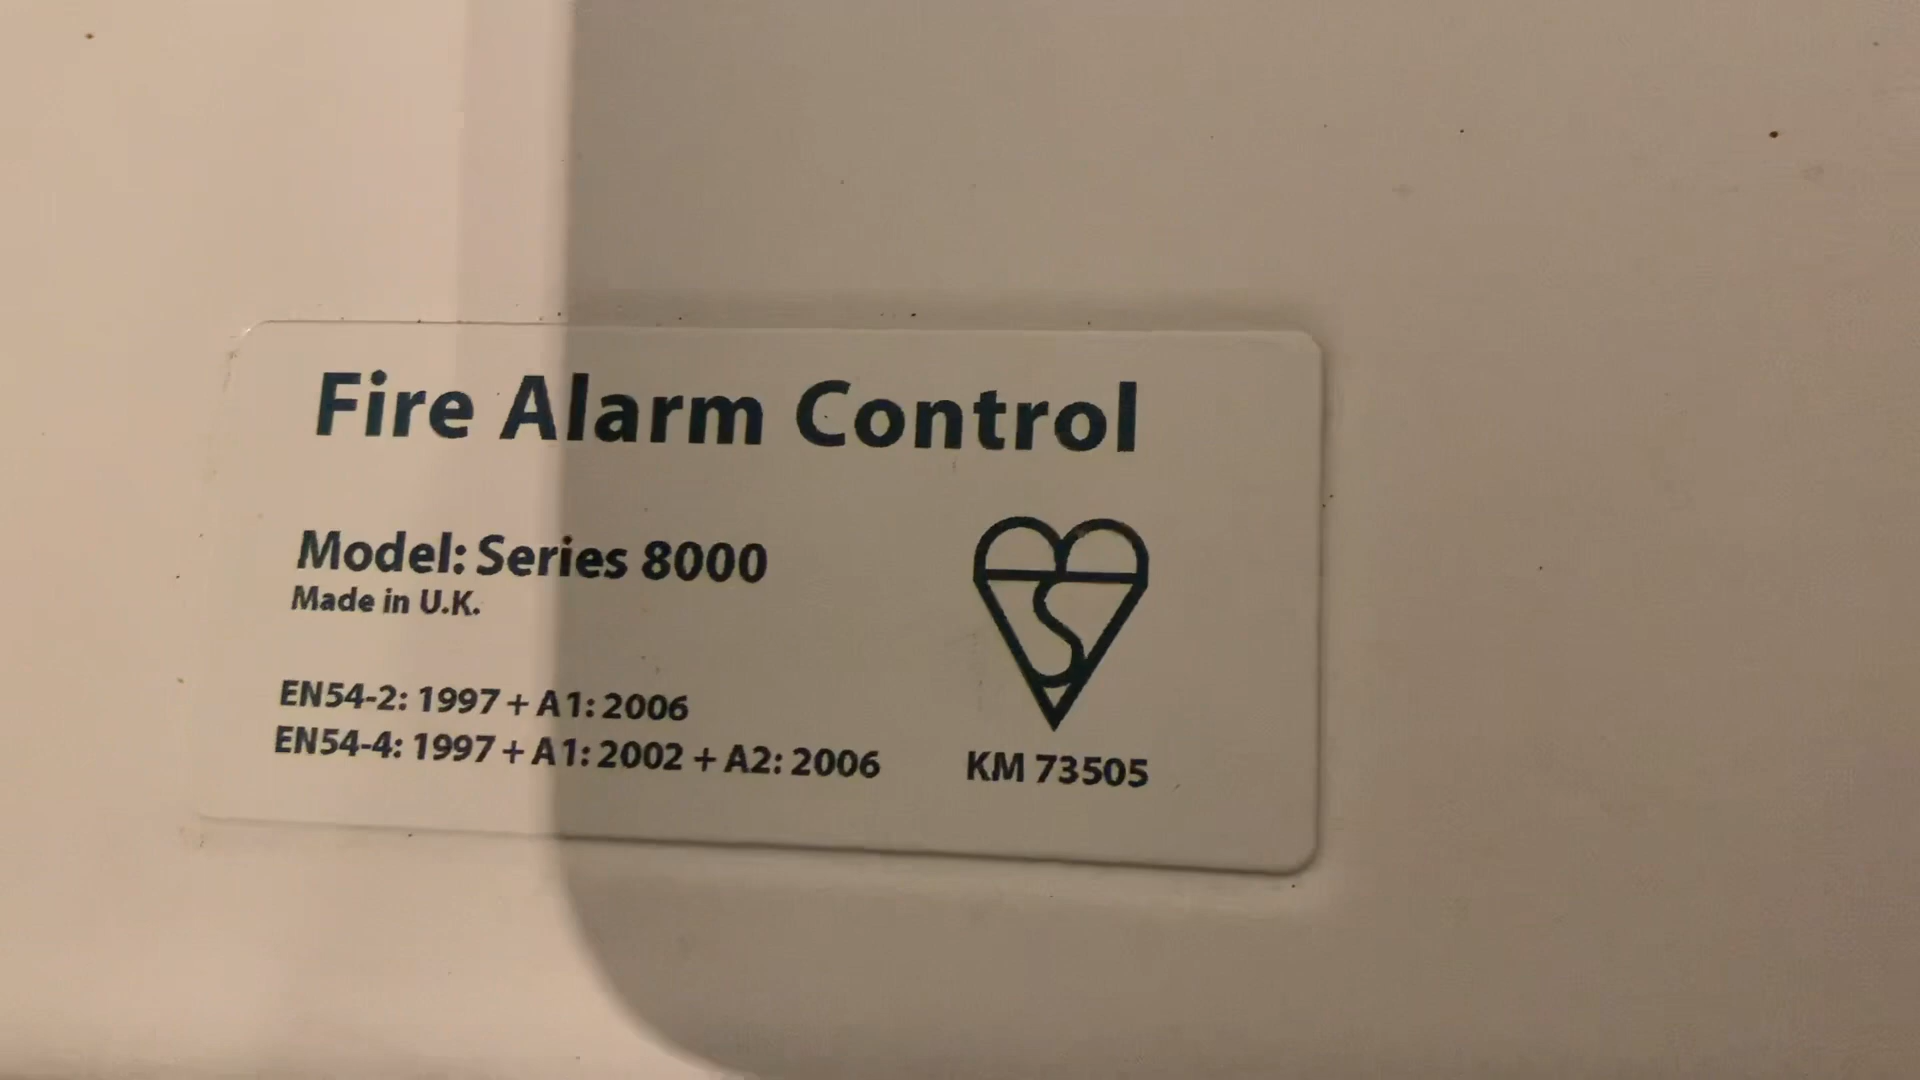 Fire Alarm Control
Model: Series 8000
Made in U.K.
EN54-2: 1997 + A1: 2006
EN54-4: 1997 + A1: 2002 + A2: 2006
KM 73505